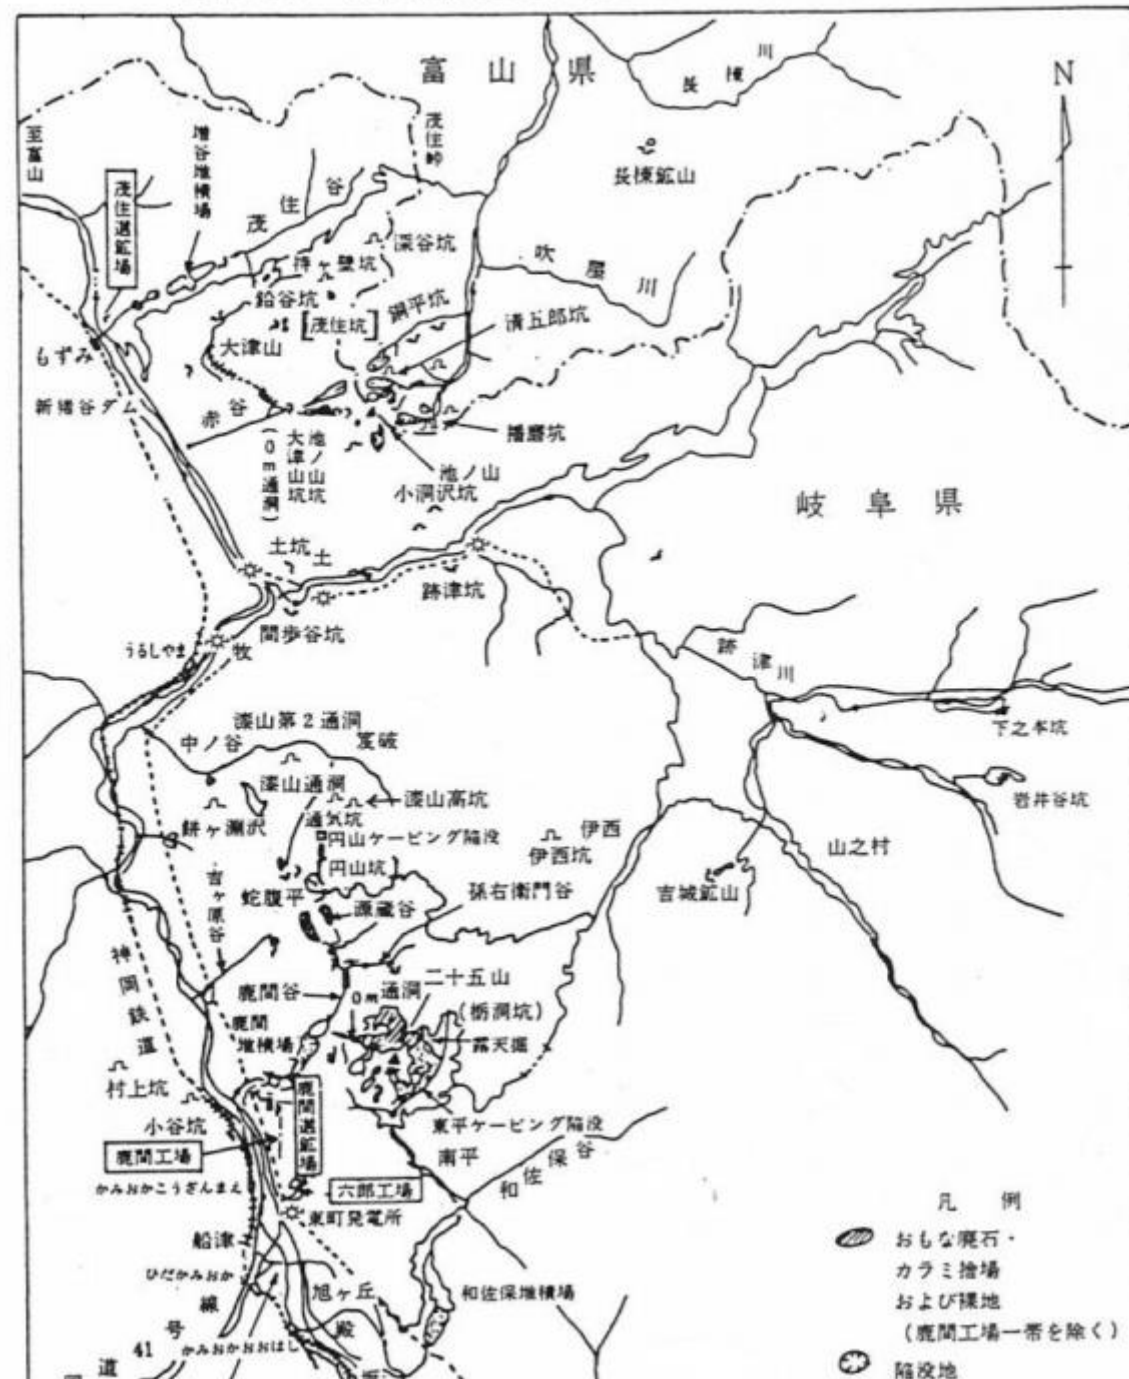 富山県
長棟川
N
至富山
増谷堆積場
茂住峠
長棟鉱山
茂住選鉱場
茂住谷
深谷坑
吹屋川
持ヶ壁坑
鉛谷坑
[茂住坑]
銅平坑
清五郎坑
大津山
もずみ
新猪谷ダム
赤谷
播磨坑
池ノ山坑
大津山坑
(0m通洞)
池ノ山
小洞沢坑
岐阜県
土坑
土
跡津坑
間歩谷坑
牧
うるしやま
跡津川
下之本坑
漆山第2通洞
中ノ谷
漆山通洞
漆山高坑
岩井谷坑
通気坑
餅ヶ淵沢
円山ケービング陥没
伊西
伊西坑
山之村
円山坑
吉城鉱山
蛇腹平
源蔵谷
孫右衛門谷
吉ヶ原谷
神岡鉄道
二十五山
鹿間谷
0m通洞
(栃洞坑)
鹿間堆積場
露天掘
村上坑
小谷坑
鹿間選鉱場
東平ケービング陥没
鹿間工場
南平
和佐保谷
かみおかこうざんまえ
六郎工場
東町発電所
船津
ひだかみおか
旭ヶ丘
和佐保堆積場
線
殿
41号
かみおかおおはし
道
凡例
おもな廃石・
カラミ捨場
および裸地
(鹿間工場一帯を除く)
陥没地